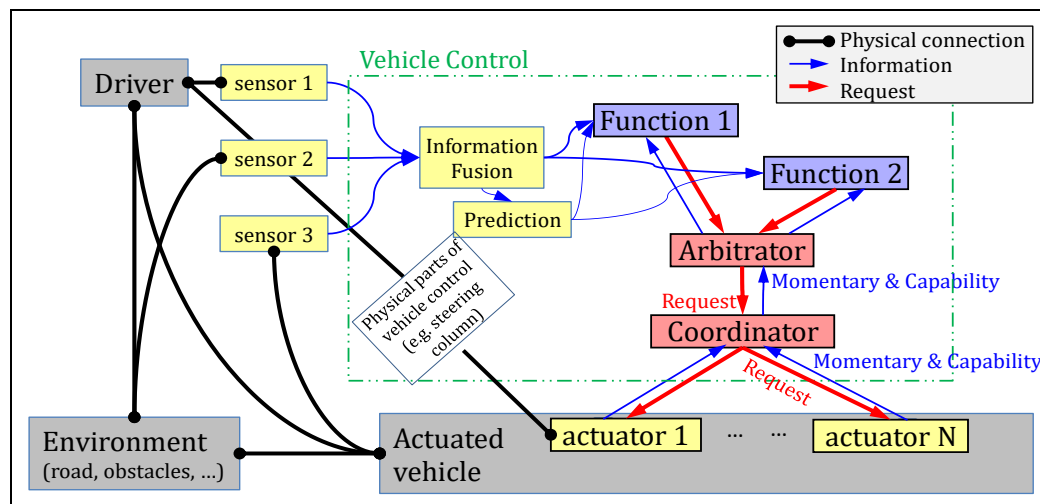 Vehicle Control
Physical connection
Information
Request
Driver
sensor 1
sensor 2
sensor 3
Information
Fusion
Prediction
Function 1
Function 2
Arbitrator
Momentary & Capability
Request
Coordinator
Momentary & Capability
Request
Physical parts of
vehicle control
(e.g. steering
column)
Environment
(road, obstacles, ...)
Actuated
vehicle
actuator 1
... ...
actuator N